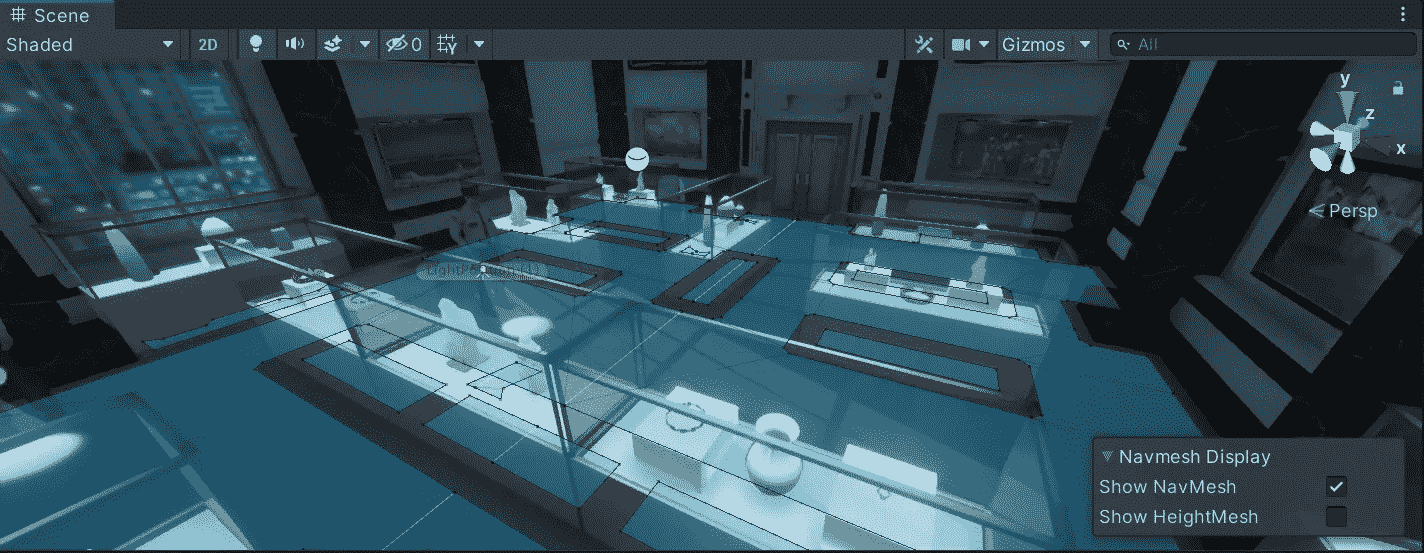 Scene
Shaded
2D
0
Gizmos
All
y
z
x
Persp
Navmesh Display
Show NavMesh
Show HeightMesh